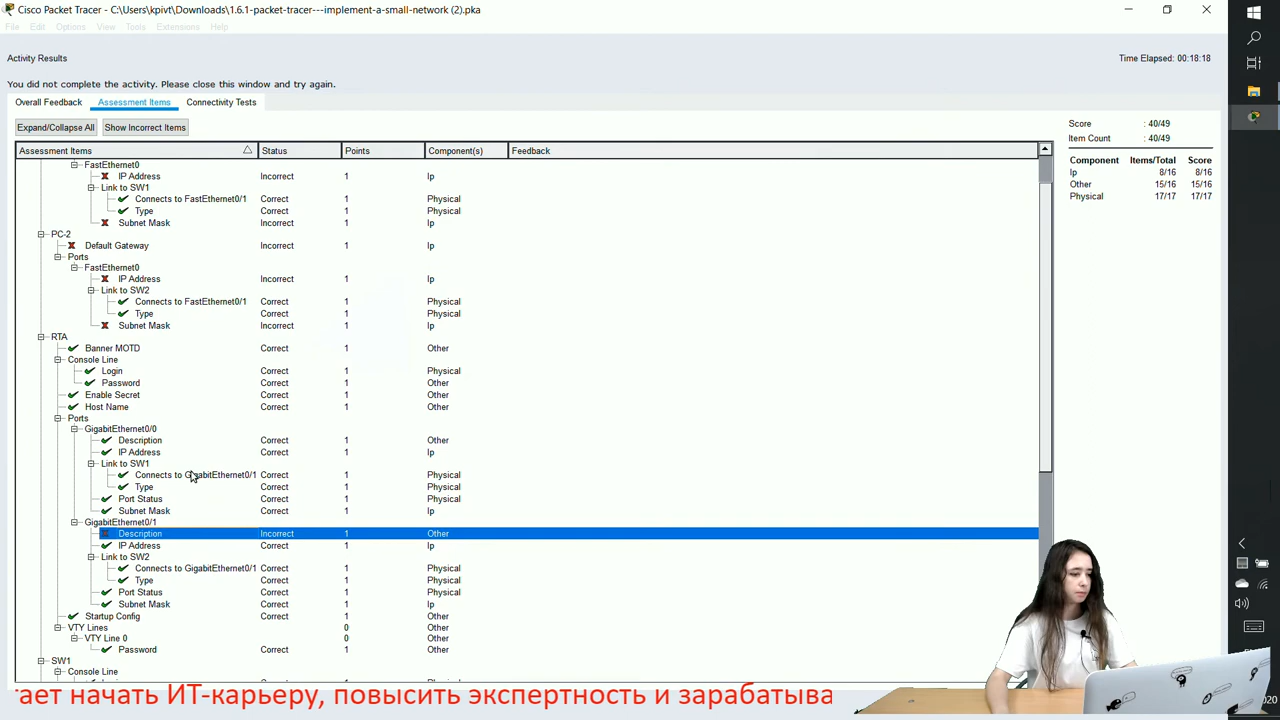 Cisco Packet Tracer - C:\Users\kpivt\Downloads\1.6.1-packet-tracer---implement-a-small-network (2).pka
File Edit Options View Tools Extensions Help
Activity Results
Time Elapsed: 00:18:18
You did not complete the activity. Please close this window and try again.
Overall Feedback Assessment Items Connectivity Tests
Expand/Collapse All Show Incorrect Items
Assessment Items Status Points Component(s) Feedback
FastEthernet0
IP Address Incorrect 1 Ip
Link to SW1
Connects to FastEthernet0/1 Correct 1 Physical
Type Correct 1 Physical
Subnet Mask Incorrect 1 Ip
PC-2
Default Gateway Incorrect 1 Ip
Ports
FastEthernet0
IP Address Incorrect 1 Ip
Link to SW2
Connects to FastEthernet0/1 Correct 1 Physical
Type Correct 1 Physical
Subnet Mask Incorrect 1 Ip
RTA
Banner MOTD Correct 1 Other
Console Line
Login Correct 1 Physical
Password Correct 1 Other
Enable Secret Correct 1 Other
Host Name Correct 1 Other
Ports
GigabitEthernet0/0
Description Correct 1 Other
IP Address Correct 1 Ip
Link to SW1
Connects to GigabitEthernet0/1 Correct 1 Physical
Type Correct 1 Physical
Port Status Correct 1 Physical
Subnet Mask Correct 1 Ip
GigabitEthernet0/1
Description Incorrect 1 Other
IP Address Correct 1 Ip
Link to SW2
Connects to GigabitEthernet0/1 Correct 1 Physical
Type Correct 1 Physical
Port Status Correct 1 Physical
Subnet Mask Correct 1 Ip
Startup Config Correct 1 Other
VTY Lines 0 Other
VTY Line 0 0 Other
Password Correct 1 Other
SW1
Console Line
Score : 40/49
Item Count : 40/49
Component Items/Total Score
Ip 8/16 8/16
Other 15/16 15/16
Physical 17/17 17/17
ает начать ИТ-карьеру, повысить экспертность и зарабатыва